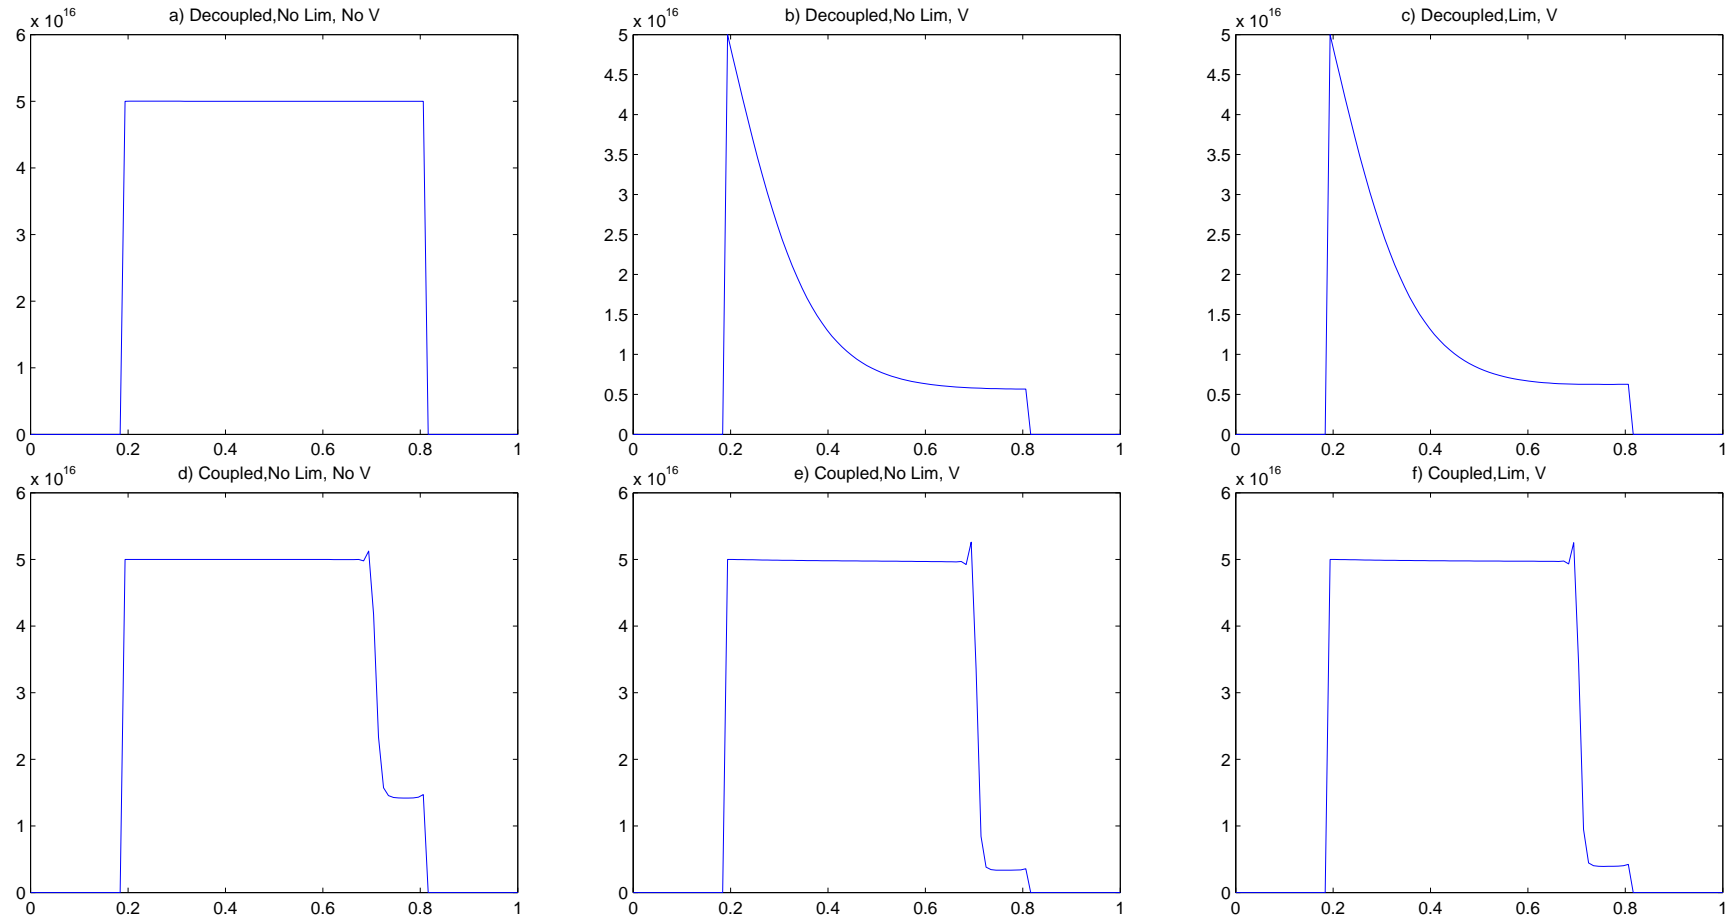 a) Decoupled,No Lim, No V
x 10^16
6
5
4
3
2
1
0
0 0.2 0.4 0.6 0.8 1
b) Decoupled,No Lim, V
x 10^16
5
4.5
4
3.5
3
2.5
2
1.5
1
0.5
0
0 0.2 0.4 0.6 0.8 1
c) Decoupled,Lim, V
x 10^16
5
4.5
4
3.5
3
2.5
2
1.5
1
0.5
0
0 0.2 0.4 0.6 0.8 1
d) Coupled,No Lim, No V
x 10^16
6
5
4
3
2
1
0
0 0.2 0.4 0.6 0.8 1
e) Coupled,No Lim, V
x 10^16
6
5
4
3
2
1
0
0 0.2 0.4 0.6 0.8 1
f) Coupled,Lim, V
x 10^16
6
5
4
3
2
1
0
0 0.2 0.4 0.6 0.8 1